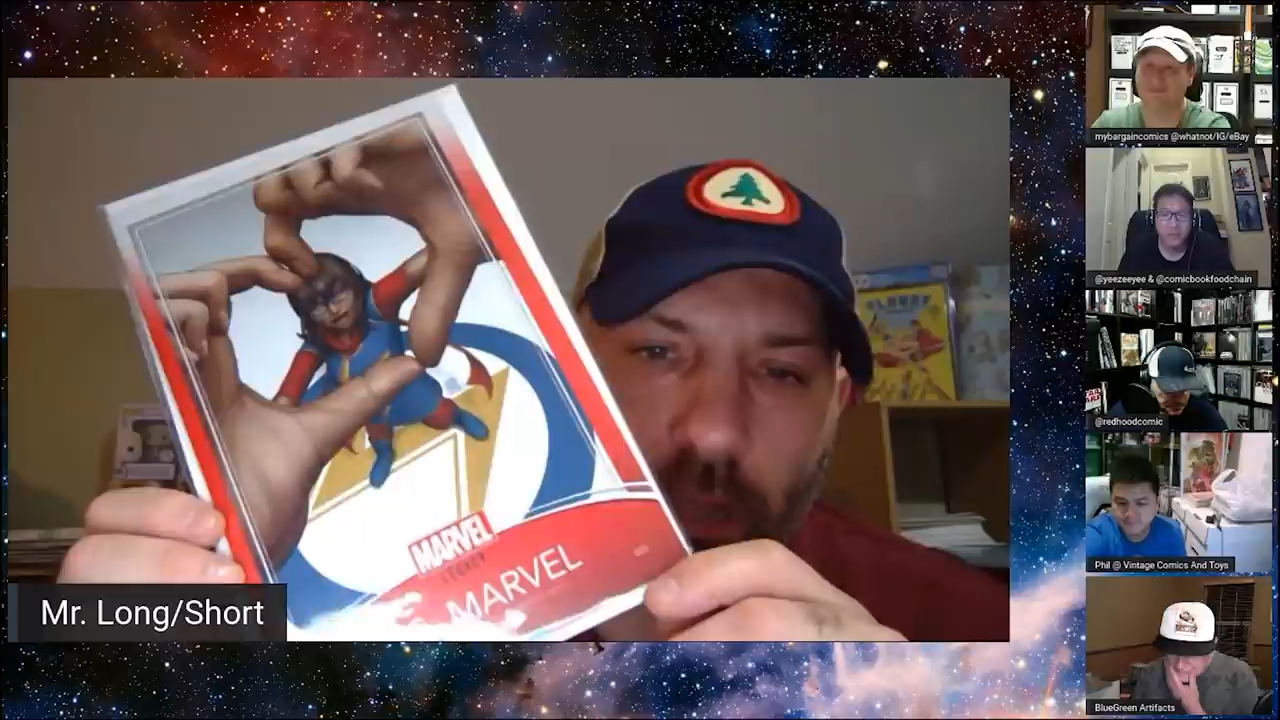 MARVEL
LEGACY
MARVEL
Mr. Long/Short
mybargaincomics @whatnot/IG/eBay
@yeezeeyee & @comicbookfoodchain
@redhoodcomic
Phil @ Vintage Comics And Toys
BlueGreen Artifacts